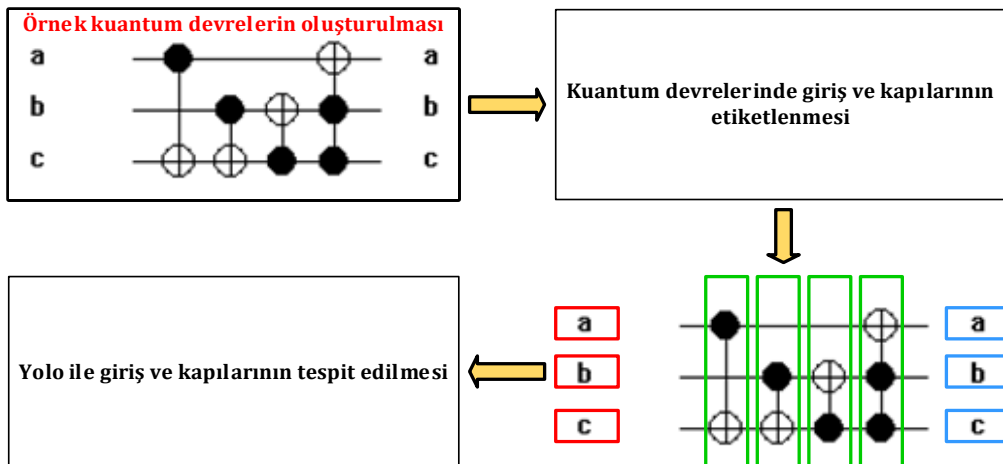 Örnek kuantum devrelerin oluşturulması
a a
b b
c c
Kuantum devrelerinde giriş ve kapılarının
etiketlenmesi
a a
b b
c c
Yolo ile giriş ve kapılarının tespit edilmesi